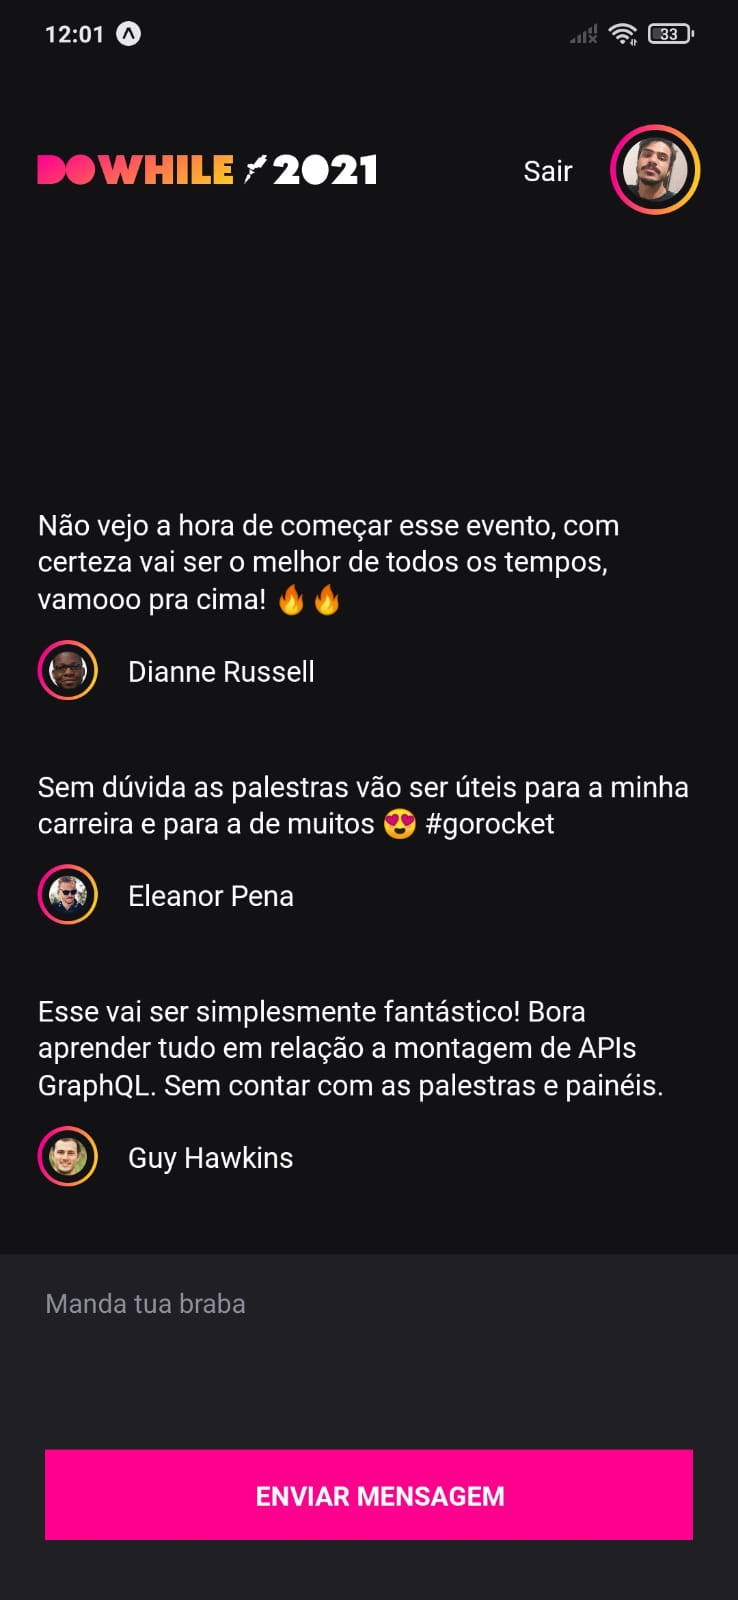 12:01
33
DOWHILE 2021
Sair
Não vejo a hora de começar esse evento, com
certeza vai ser o melhor de todos os tempos,
vamooo pra cima! 🔥🔥
Dianne Russell
Sem dúvida as palestras vão ser úteis para a minha
carreira e para a de muitos 😍 #gorocket
Eleanor Pena
Esse vai ser simplesmente fantástico! Bora
aprender tudo em relação a montagem de APIs
GraphQL. Sem contar com as palestras e painéis.
Guy Hawkins
Manda tua braba
ENVIAR MENSAGEM